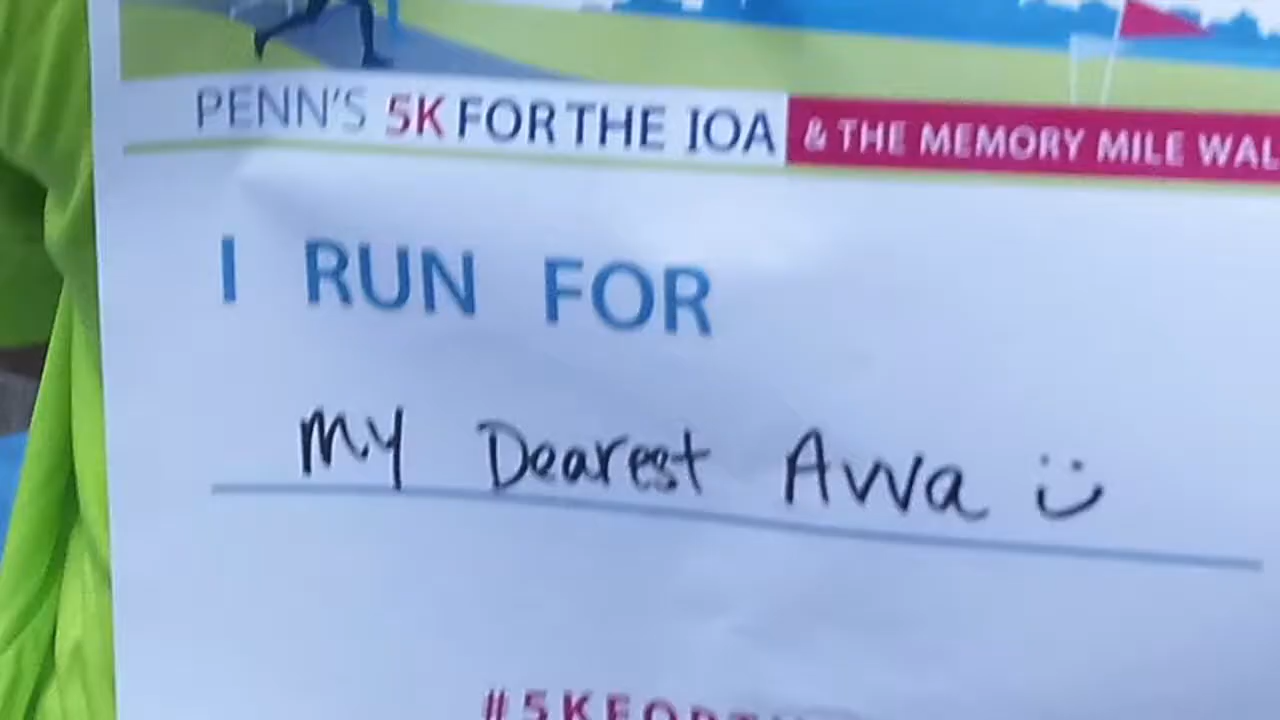 PENN'S 5K FOR THE IOA & THE MEMORY MILE WAL
I RUN FOR
My Dearest Avva :)